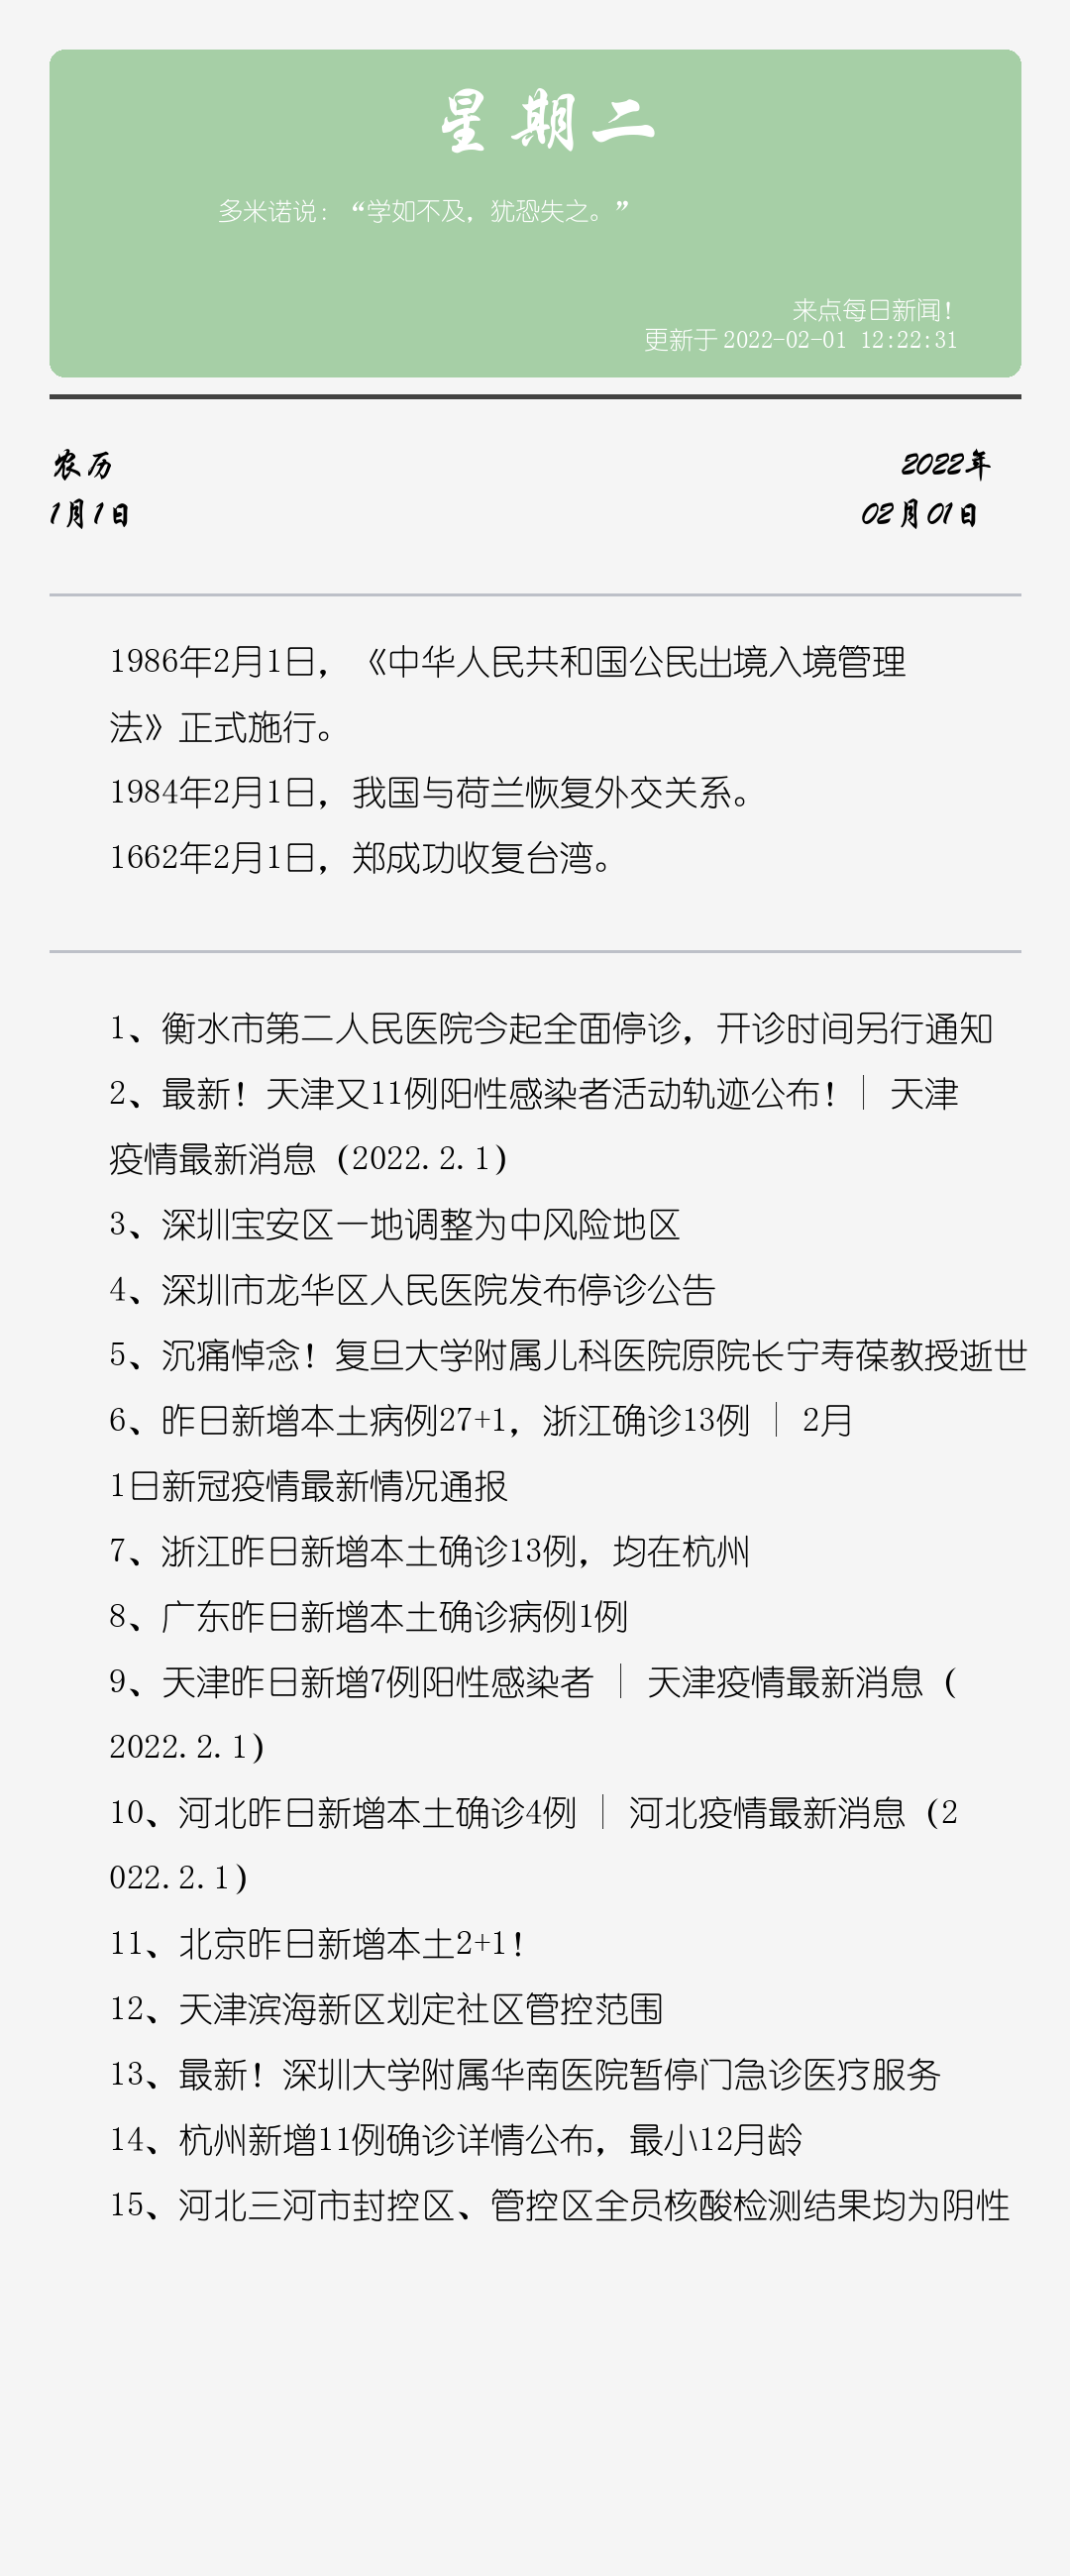 星期二
多米诺说：“学如不及，犹恐失之。”
来点每日新闻！
更新于 2022-02-01 12:22:31
农历
2022年
1月1日
02月01日
1986年2月1日，《中华人民共和国公民出境入境管理
法》正式施行。
1984年2月1日，我国与荷兰恢复外交关系。
1662年2月1日，郑成功收复台湾。
1、衡水市第二人民医院今起全面停诊，开诊时间另行通知
2、最新！天津又11例阳性感染者活动轨迹公布！｜ 天津
疫情最新消息（2022.2.1）
3、深圳宝安区一地调整为中风险地区
4、深圳市龙华区人民医院发布停诊公告
5、沉痛悼念！复旦大学附属儿科医院原院长宁寿葆教授逝世
6、昨日新增本土病例27+1，浙江确诊13例 ｜ 2月
1日新冠疫情最新情况通报
7、浙江昨日新增本土确诊13例，均在杭州
8、广东昨日新增本土确诊病例1例
9、天津昨日新增7例阳性感染者 ｜ 天津疫情最新消息（
2022.2.1）
10、河北昨日新增本土确诊4例 ｜ 河北疫情最新消息（2
022.2.1）
11、北京昨日新增本土2+1！
12、天津滨海新区划定社区管控范围
13、最新！深圳大学附属华南医院暂停门急诊医疗服务
14、杭州新增11例确诊详情公布，最小12月龄
15、河北三河市封控区、管控区全员核酸检测结果均为阴性